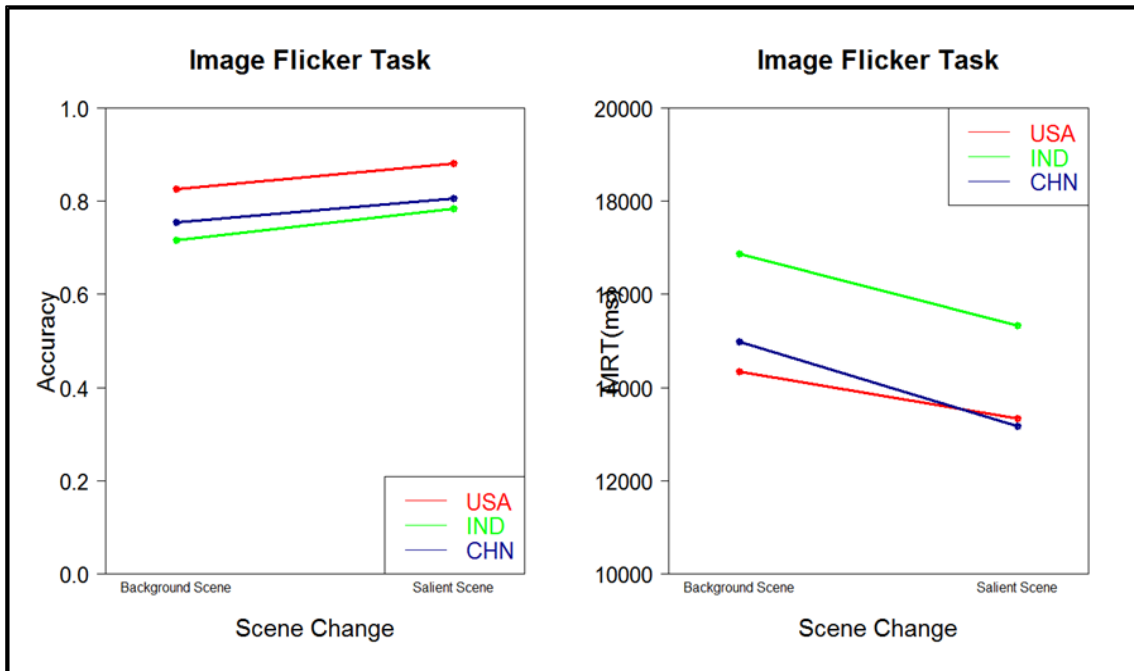 Image Flicker Task
1.0
0.8
0.6
0.4
0.2
0.0
Accuracy
USA
IND
CHN
Background Scene
Salient Scene
Scene Change
Image Flicker Task
20000
18000
16000
14000
12000
10000
MRT(ms)
USA
IND
CHN
Background Scene
Salient Scene
Scene Change